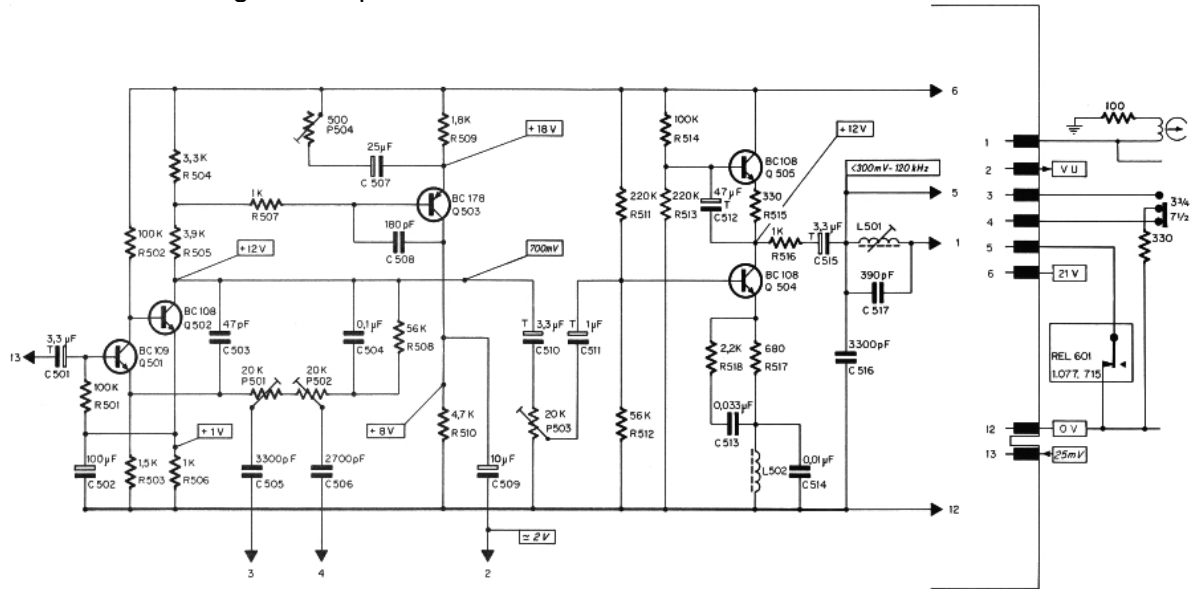 6
100
500
P504
1,8K
R509
+18V
100K
R514
+12V
1
3,3K
R504
25µF
C507
BC108
Q505
<300mV-120kHz
2
VU
1K
R507
BC178
Q503
220K
R511
220K
R513
47µF
T
C512
330
R515
5
3
3¾
7½
100K
R502
3,9K
R505
180pF
C508
3,3µF
T
L501
4
330
+12V
700mV
1K
R516
C515
1
5
BC108
Q502
BC108
Q504
390pF
C517
6
21V
3,3µF
T
13
C501
BC109
Q501
47pF
C503
0,1µF
C504
56K
R508
T
3,3µF
C510
T
1µF
C511
2,2K
R518
680
R517
3300pF
C516
REL 601
1.077.715
100K
R501
20K
P501
20K
P502
20K
P503
0,033µF
C513
+1V
+8V
4,7K
R510
56K
R512
12
0V
100µF
C502
1,5K
R503
1K
R506
3300pF
C505
2700pF
C506
10µF
C509
L502
0,01µF
C514
13
25mV
12
≃2V
3
4
2